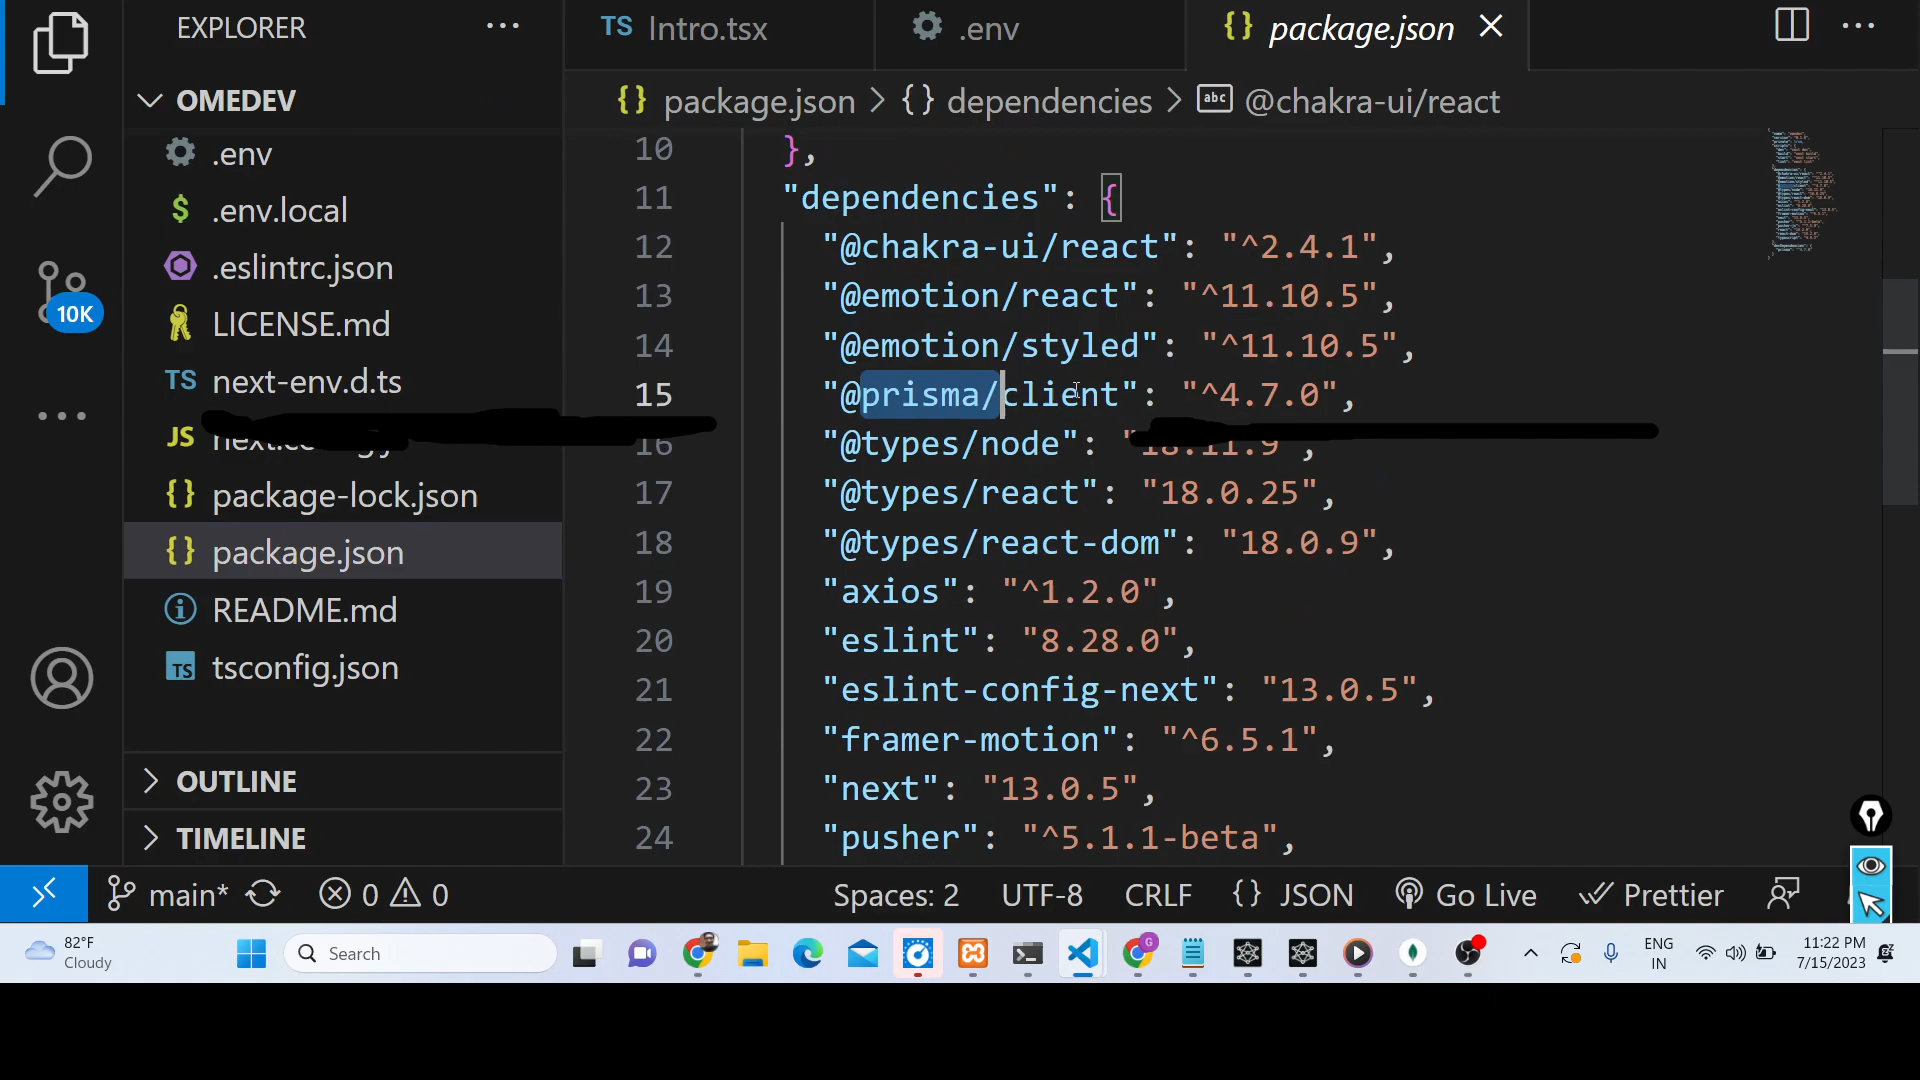 EXPLORER
TS Intro.tsx
.env
{} package.json
OMEDEV
{} package.json > {} dependencies > abc @chakra-ui/react
.env
$ .env.local
.eslintrc.json
LICENSE.md
TS next-env.d.ts
JS
{} package-lock.json
{} package.json
README.md
TS tsconfig.json
OUTLINE
TIMELINE
10K
10 },
11 "dependencies": {
12 "@chakra-ui/react": "^2.4.1",
13 "@emotion/react": "^11.10.5",
14 "@emotion/styled": "^11.10.5",
15 "@prisma/client": "^4.7.0",
16 "@types/node": "18.11.9",
17 "@types/react": "18.0.25",
18 "@types/react-dom": "18.0.9",
19 "axios": "^1.2.0",
20 "eslint": "8.28.0",
21 "eslint-config-next": "13.0.5",
22 "framer-motion": "^6.5.1",
23 "next": "13.0.5",
24 "pusher": "^5.1.1-beta",
main* 0 0 Spaces: 2 UTF-8 CRLF {} JSON Go Live Prettier
82°F
Cloudy
Search
G
ENG
IN
11:22 PM
7/15/2023